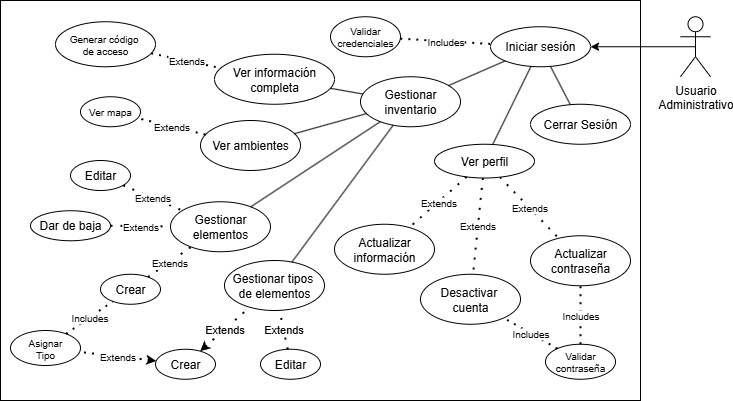 Generar código
de acceso
Extends
Validar
credenciales
Includes
Iniciar sesión
Usuario
Administrativo
Ver información
completa
Gestionar
inventario
Ver mapa
Extends
Ver ambientes
Cerrar Sesión
Ver perfil
Editar
Extends
Dar de baja
Extends
Gestionar
elementos
Extends
Extends
Extends
Extends
Actualizar
información
Actualizar
contraseña
Crear
Gestionar tipos
de elementos
Desactivar
cuenta
Includes
Extends
Extends
Includes
Includes
Asignar
Tipo
Extends
Crear
Editar
Validar
contraseña